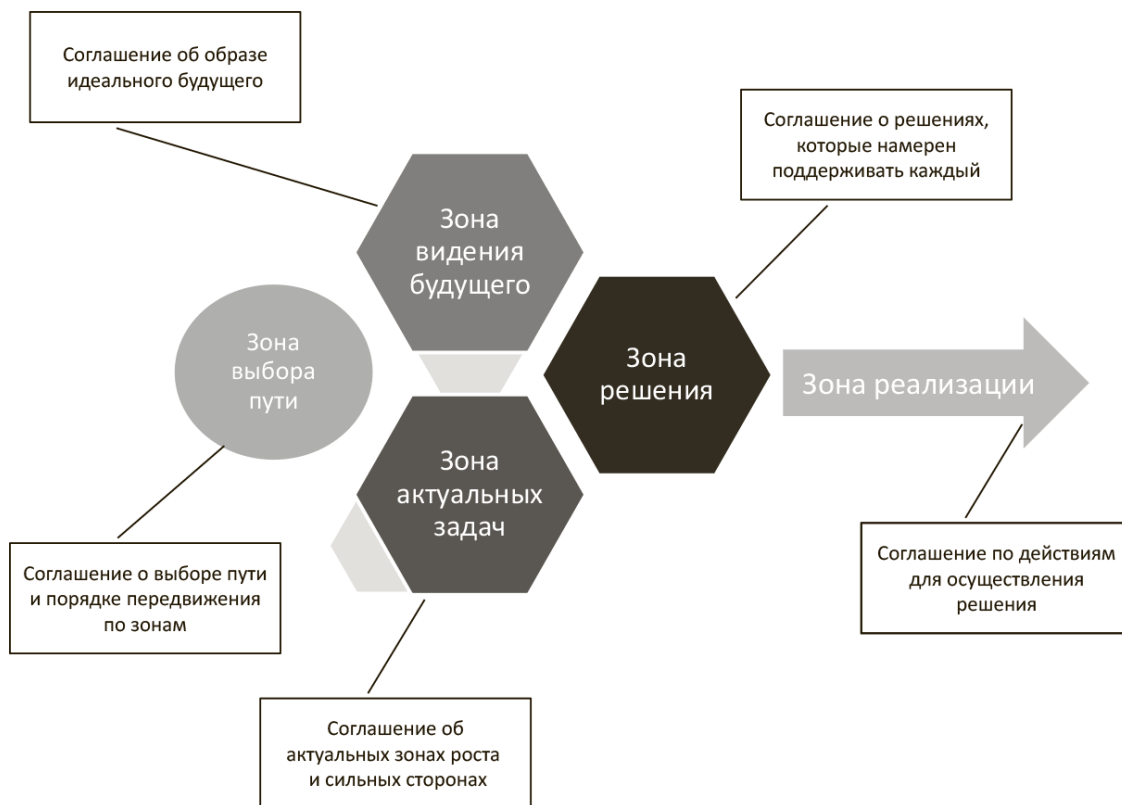 Соглашение об образе
идеального будущего
Соглашение о решениях,
которые намерен
поддерживать каждый
Зона
видения
будущего
Зона
выбора
пути
Зона
решения
Зона реализации
Зона
актуальных
задач
Соглашение о выборе пути
и порядке передвижения
по зонам
Соглашение по действиям
для осуществления
решения
Соглашение об
актуальных зонах роста
и сильных сторонах